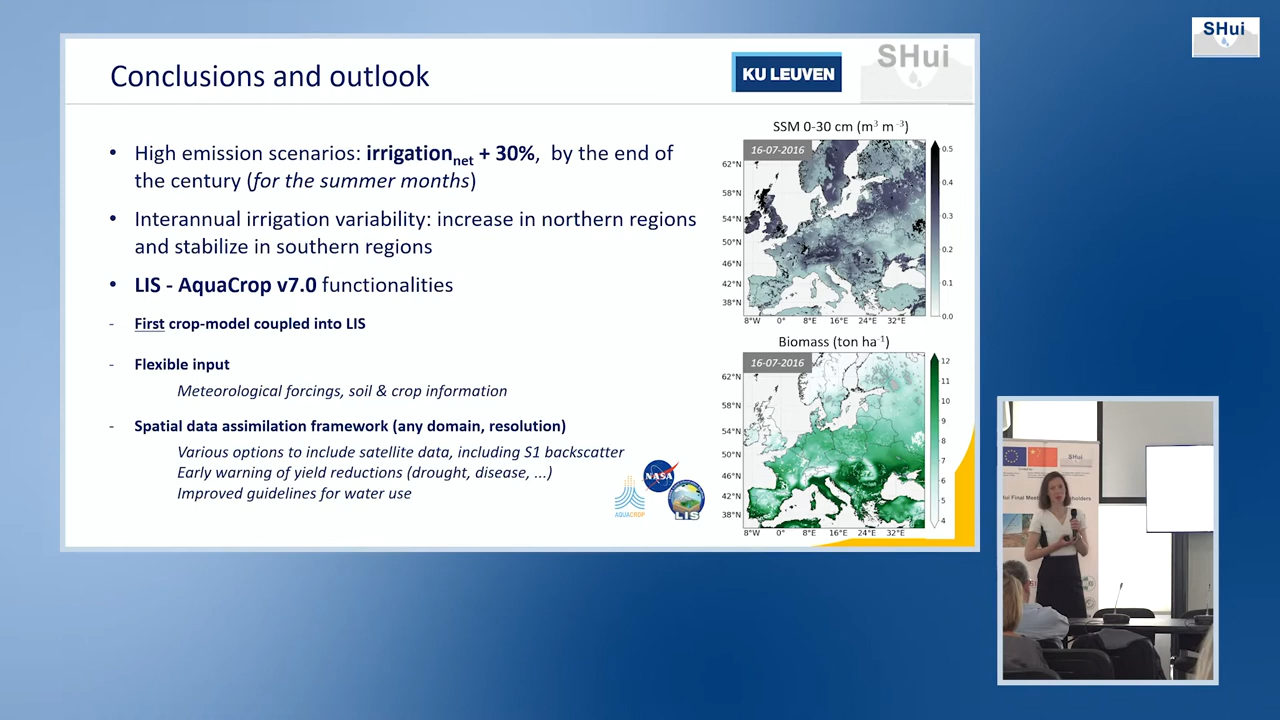 SHui
Conclusions and outlook
KU LEUVEN
SHui
• High emission scenarios: irrigationnet + 30%, by the end of
the century (for the summer months)
• Interannual irrigation variability: increase in northern regions
and stabilize in southern regions
• LIS - AquaCrop v7.0 functionalities
- First crop-model coupled into LIS
- Flexible input
Meteorological forcings, soil & crop information
- Spatial data assimilation framework (any domain, resolution)
Various options to include satellite data, including S1 backscatter
Early warning of yield reductions (drought, disease, ...)
Improved guidelines for water use
AQUACROP
NASA
LIS
SSM 0-30 cm (m3 m -3)
16-07-2016
62°N
58°N
54°N
50°N
46°N
42°N
38°N
8°W 0° 8°E 16°E 24°E 32°E
0.5
0.4
0.3
0.2
0.1
0.0
Biomass (ton ha-1)
16-07-2016
62°N
58°N
54°N
50°N
46°N
42°N
38°N
8°W 0° 8°E 16°E 24°E 32°E
12
11
10
9
8
7
6
5
4
SHui
Final Meet